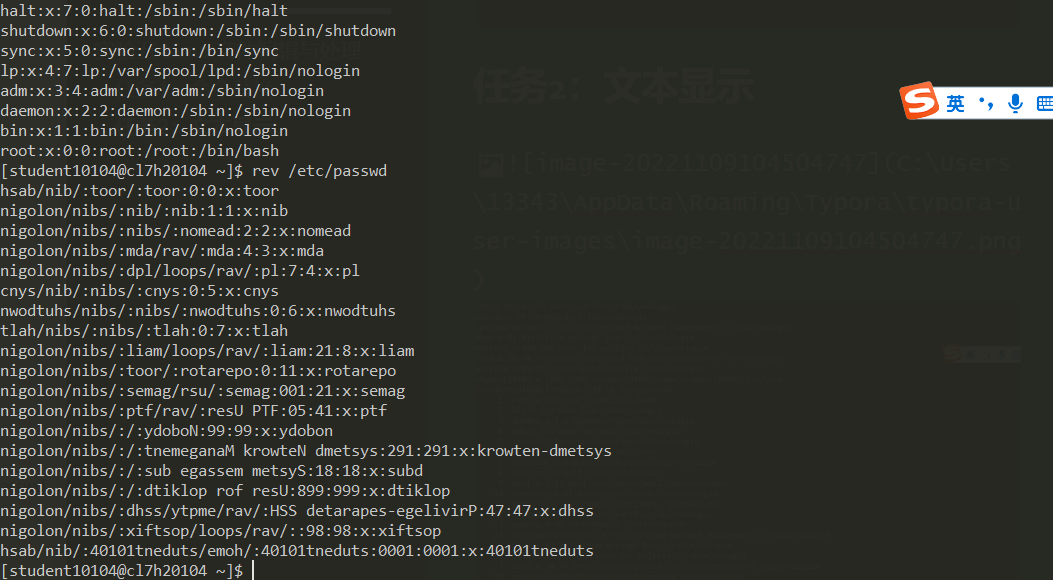 halt:x:7:0:halt:/sbin:/sbin/halt
shutdown:x:6:0:shutdown:/sbin:/sbin/shutdown
sync:x:5:0:sync:/sbin:/bin/sync
lp:x:4:7:lp:/var/spool/lpd:/sbin/nologin
adm:x:3:4:adm:/var/adm:/sbin/nologin
daemon:x:2:2:daemon:/sbin:/sbin/nologin
bin:x:1:1:bin:/bin:/sbin/nologin
root:x:0:0:root:/root:/bin/bash
[student10104@cl7h20104 ~]$ rev /etc/passwd
hsab/nib/:toor/:toor:0:0:x:toor
nigolon/nibs/:nib/:nib:1:1:x:nib
nigolon/nibs/:nibs/:nomead:2:2:x:nomead
nigolon/nibs/:mda/rav/:mda:4:3:x:mda
nigolon/nibs/:dpl/loops/rav/:pl:7:4:x:pl
cnys/nib/:nibs/:cnys:0:5:x:cnys
nwodtuhs/nibs/:nibs/:nwodtuhs:0:6:x:nwodtuhs
tlah/nibs/:nibs/:tlah:0:7:x:tlah
nigolon/nibs/:liam/loops/rav/:liam:21:8:x:liam
nigolon/nibs/:toor/:rotarepo:0:11:x:rotarepo
nigolon/nibs/:semag/rsu/:semag:001:21:x:semag
nigolon/nibs/:ptf/rav/:resU PTF:05:41:x:ptf
nigolon/nibs/:/:ydoboN:99:99:x:ydobon
nigolon/nibs/:/:tnemeganaM krowteN dmetsys:291:291:x:krowten-dmetsys
nigolon/nibs/:/:sub egassem metsyS:18:18:x:subd
nigolon/nibs/:/:dtiklop rof resU:899:999:x:dtiklop
nigolon/nibs/:dhss/ytpme/rav/:HSS detarapes-egelivirP:47:47:x:dhss
nigolon/nibs/:xiftsop/loops/rav/::98:98:x:xiftsop
hsab/nib/:40101tneduts/emoh/:40101tneduts:0001:0001:x:40101tneduts
[student10104@cl7h20104 ~]$
任务2：文本显示
![image-20221109104504747](C:\Users
\13343\AppData\Roaming\Typora\typora-u
ser-images\image-20221109104504747.png
)
S 英